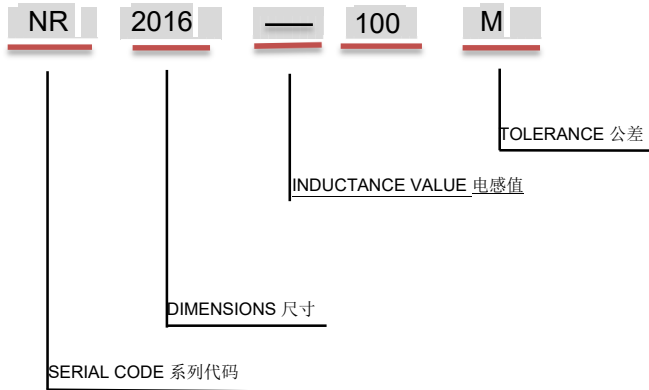 NR 2016 — 100 M
TOLERANCE 公差
INDUCTANCE VALUE 电感值
DIMENSIONS 尺寸
SERIAL CODE 系列代码